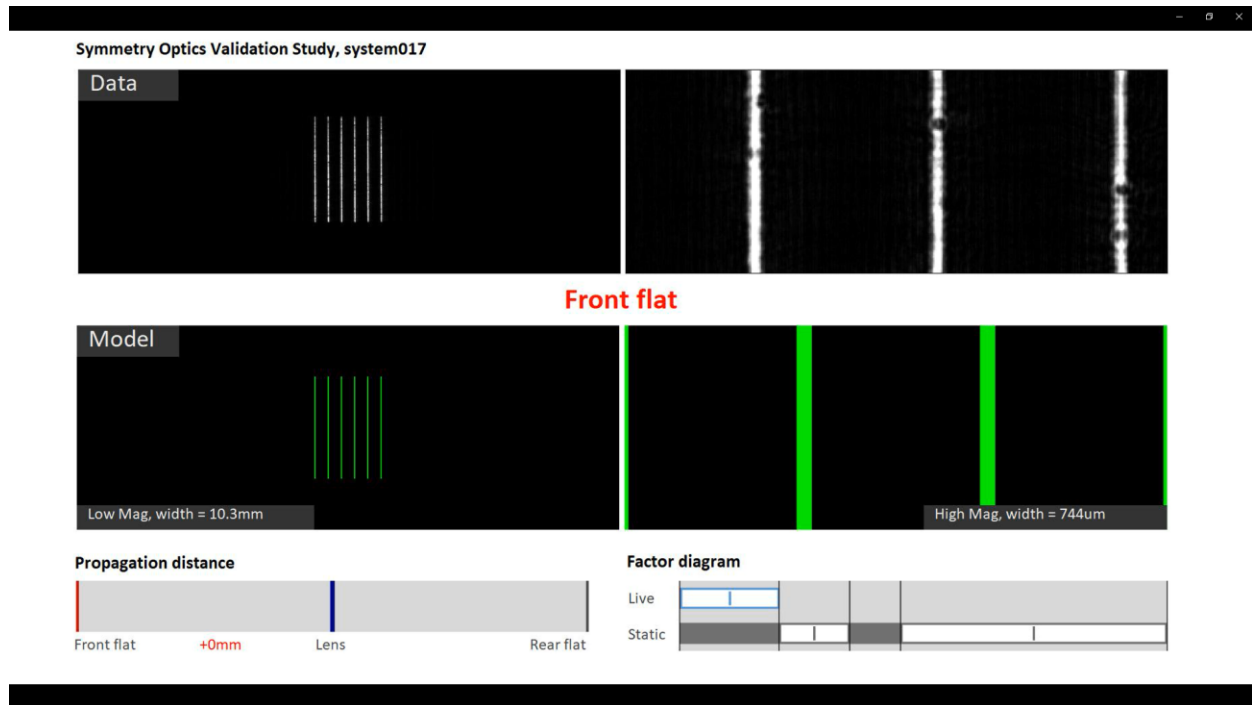 Symmetry Optics Validation Study, system017
Data
Front flat
Model
Low Mag, width = 10.3mm
High Mag, width = 744um
Propagation distance
Front flat
+0mm
Lens
Rear flat
Factor diagram
Live
Static